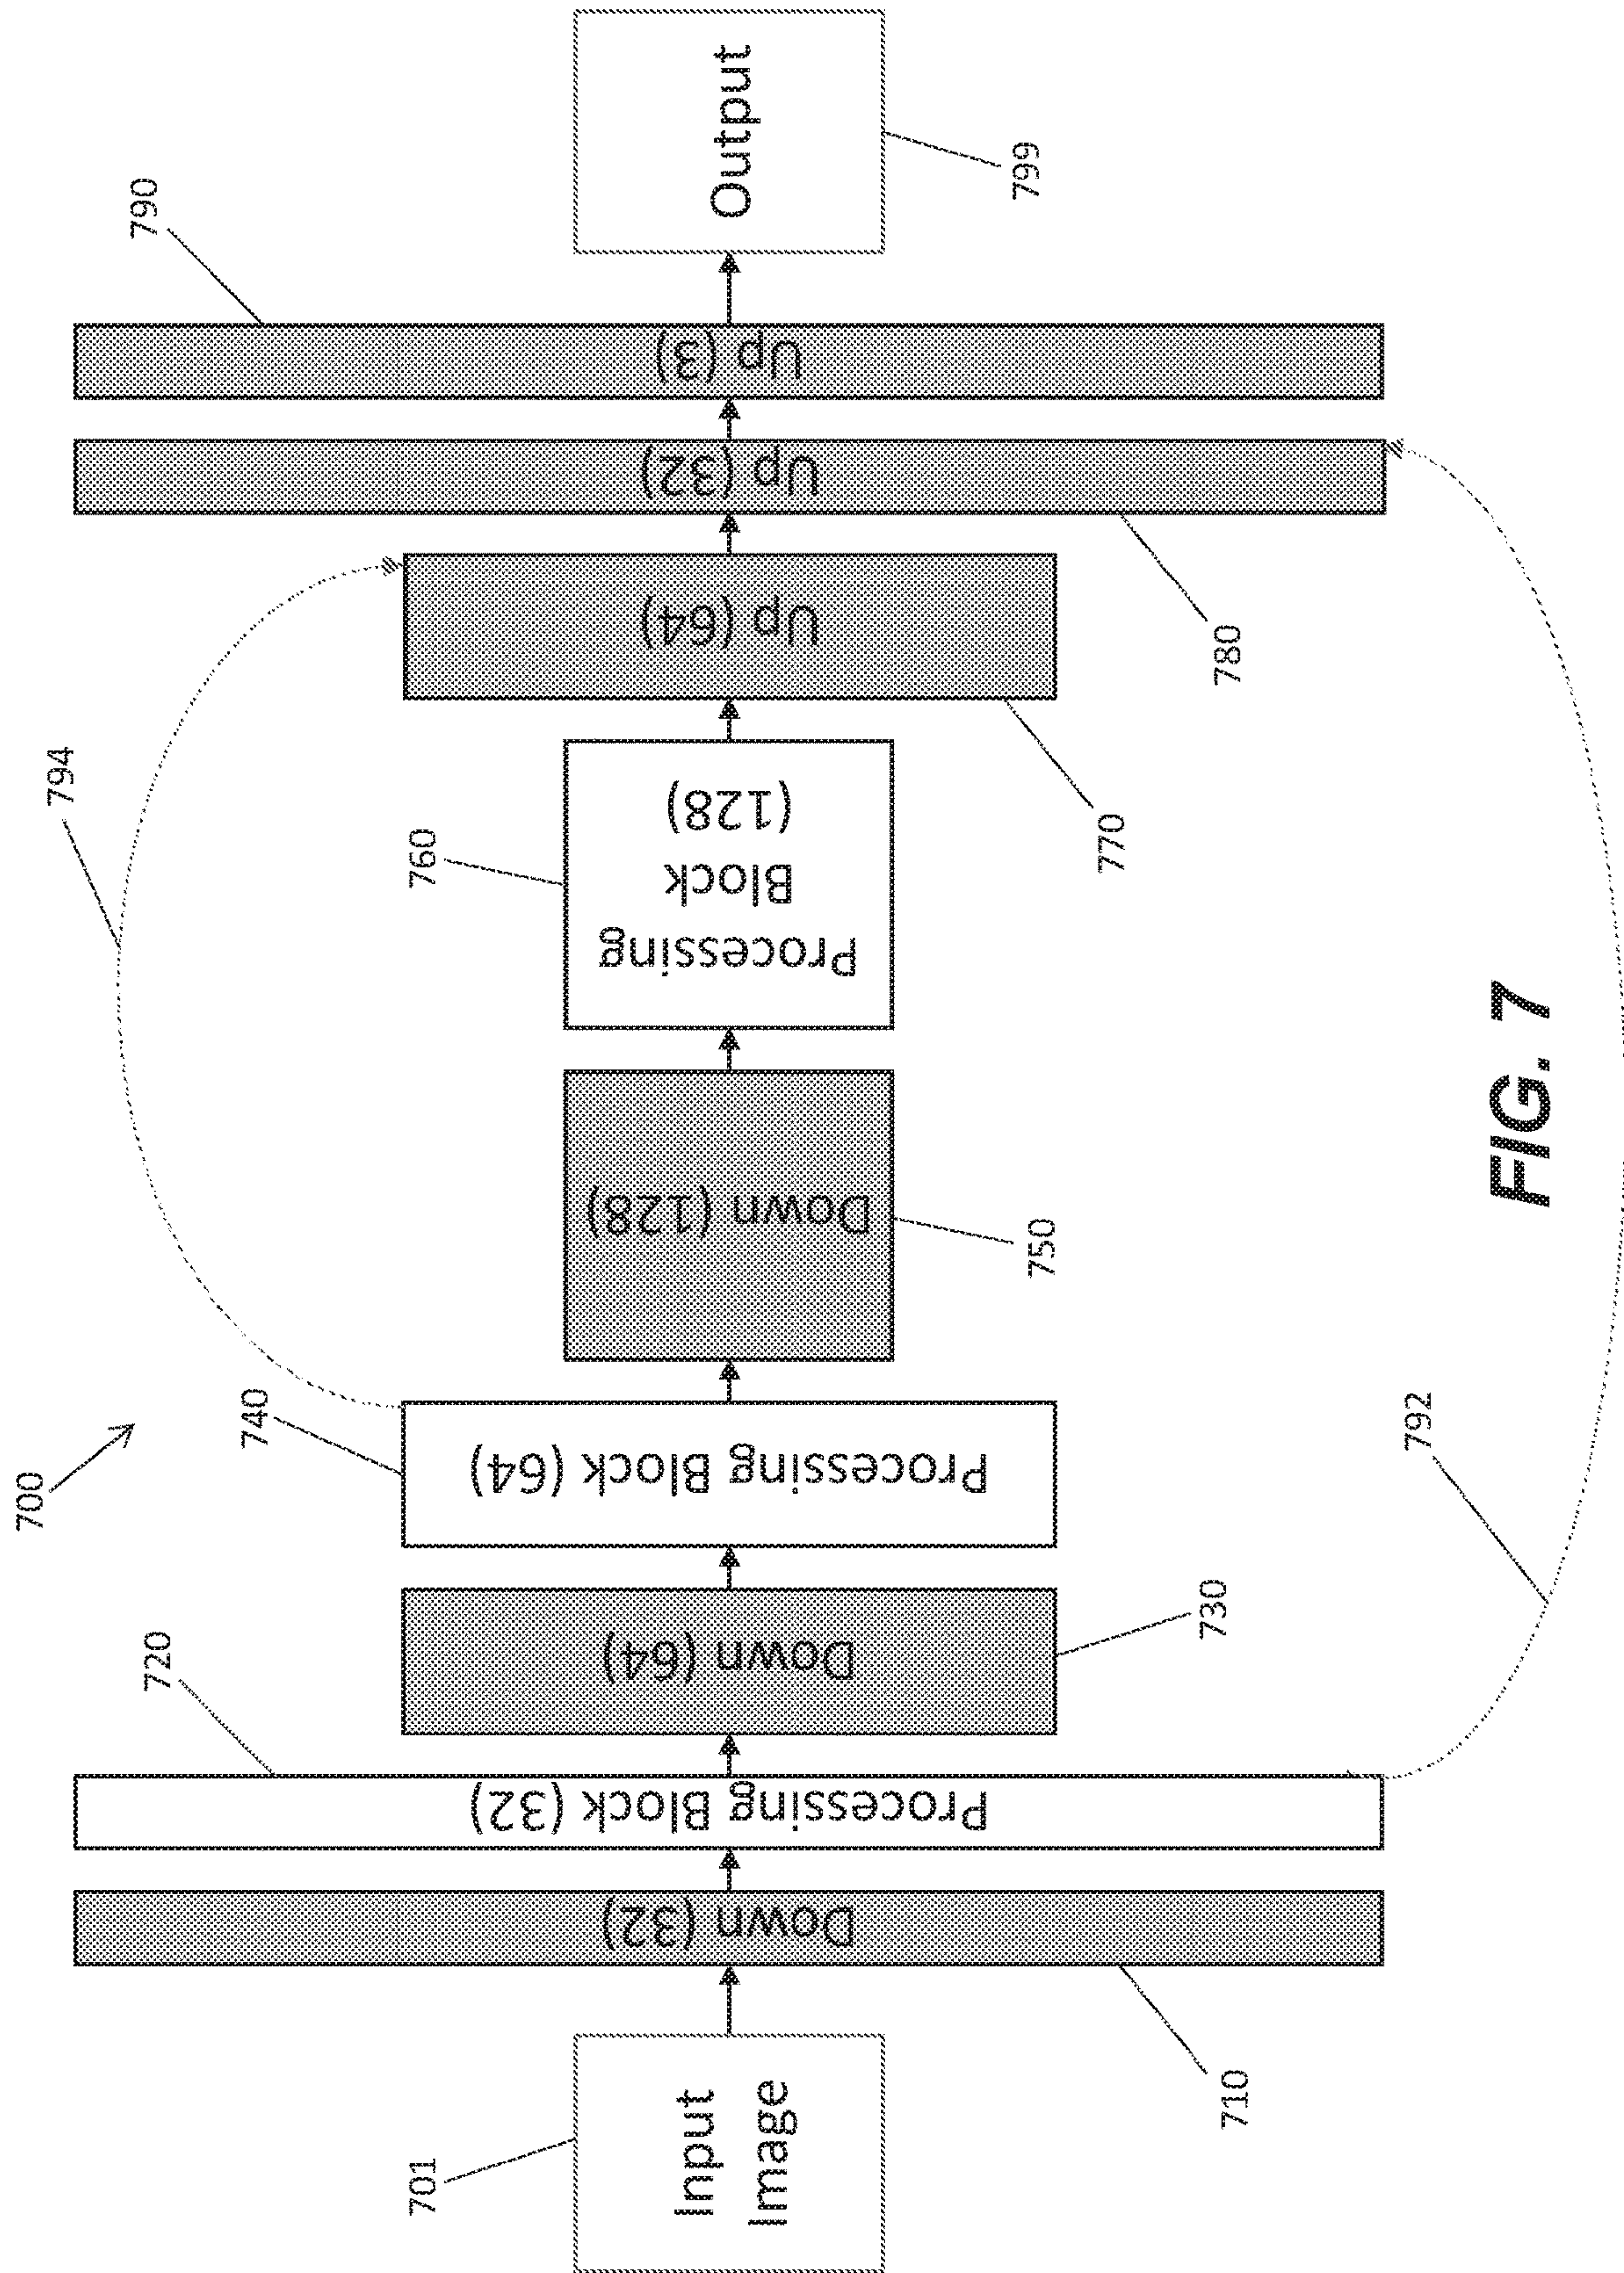 700
794
790
720
740
760
701
Input
Image
Down (32)
Processing Block (32)
Down (64)
Processing Block (64)
Down (128)
Processing
Block
(128)
Up (64)
Up (32)
Up (3)
Output
710
730
750
770
780
799
792
FIG. 7